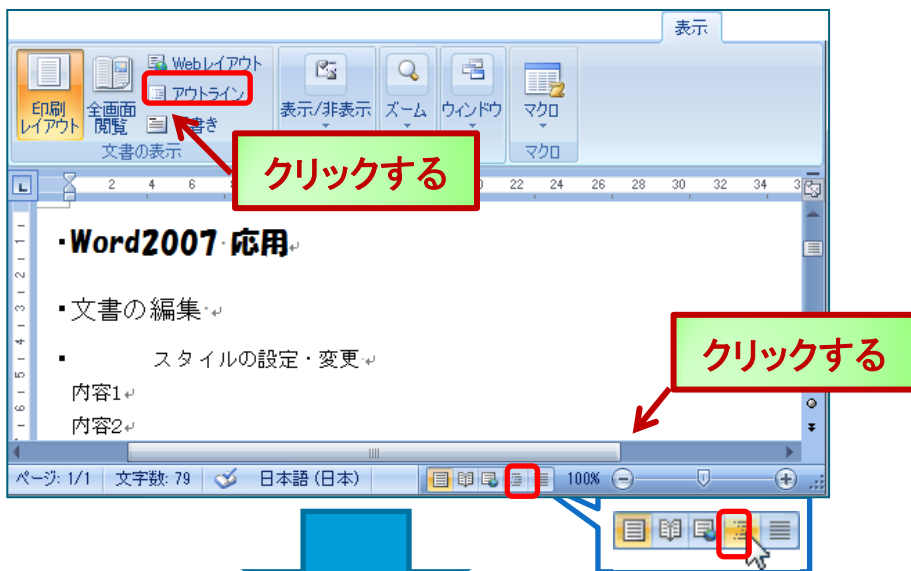 表示
Webレイアウト
アウトライン
印刷
レイアウト
全画面
閲覧
書き
表示/非表示
ズーム
ウィンドウ
マクロ
文書の表示
マクロ
クリックする
2 4 6 22 24 26 28 30 32 34
Word2007 応用
文書の編集
スタイルの設定・変更
クリックする
内容1
内容2
ページ: 1/1 文字数: 79 日本語 (日本) 100%